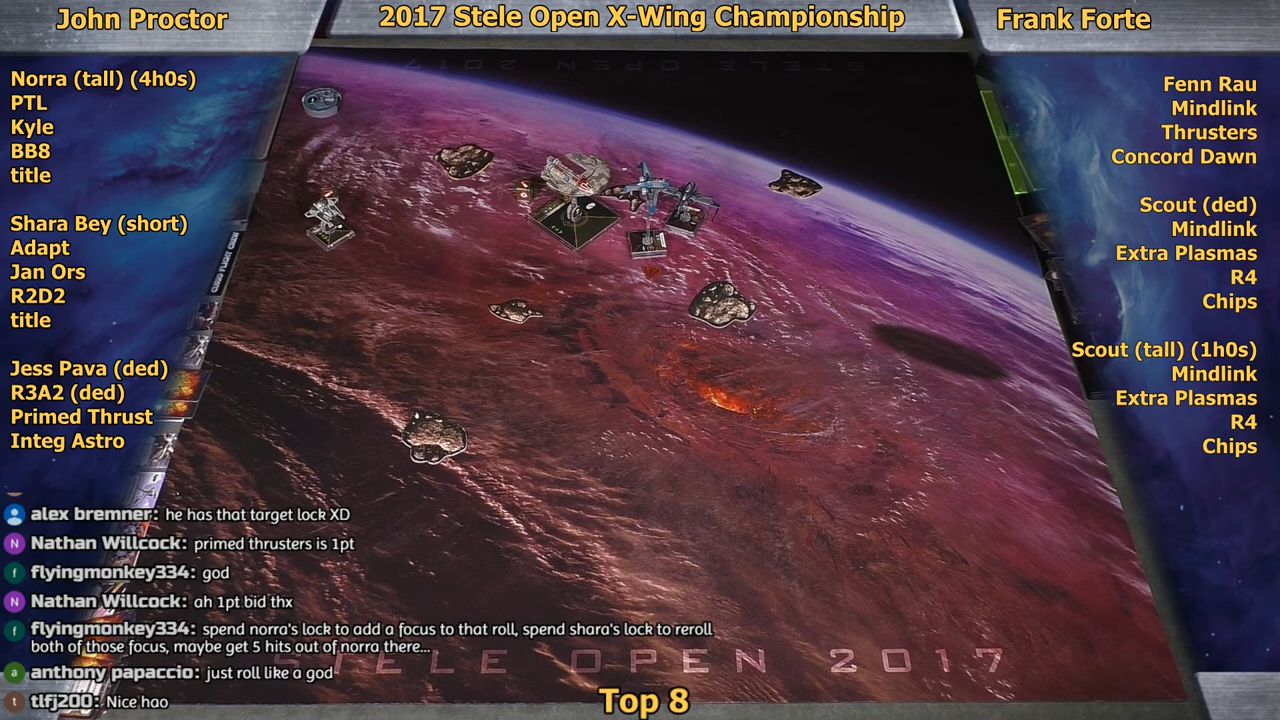 John Proctor
2017 Stele Open X-Wing Championship
Frank Forte
Norra (tall) (4h0s)
PTL
Kyle
BB8
title
Shara Bey (short)
Adapt
Jan Ors
R2D2
title
Jess Pava (ded)
R3A2 (ded)
Primed Thrust
Integ Astro
Fenn Rau
Mindlink
Thrusters
Concord Dawn
Scout (ded)
Mindlink
Extra Plasmas
R4
Chips
Scout (tall) (1h0s)
Mindlink
Extra Plasmas
R4
Chips
alex bremner: he has that target lock XD
N Nathan Willcock: primed thrusters is 1pt
f flyingmonkey334: god
N Nathan Willcock: ah 1pt bid thx
f flyingmonkey334: spend norra's lock to add a focus to that roll, spend shara's lock to reroll
both of those focus, maybe get 5 hits out of norra there...
a anthony papaccio: just roll like a god
t tlfj200: Nice hao
STELE OPEN 2017
STELE OPEN 2017
Top 8